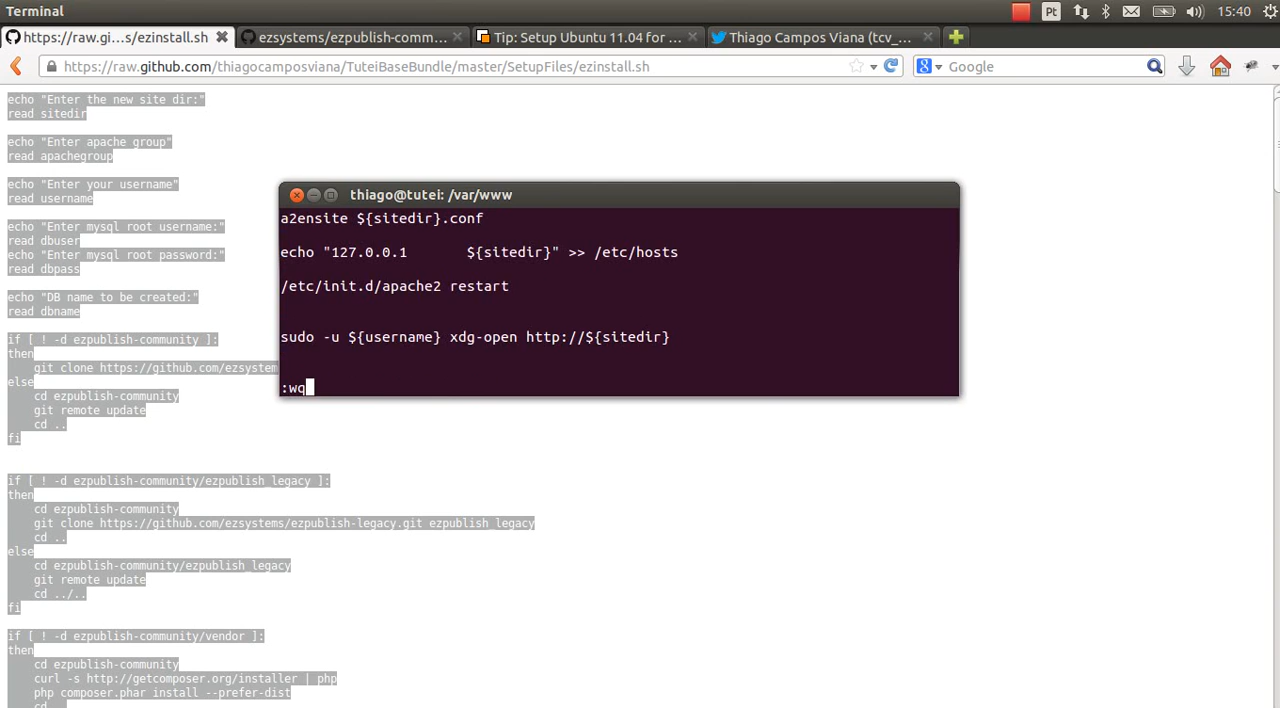 Terminal
Pt
15:40
https://raw.gi...s/ezinstall.sh
ezsystems/ezpublish-comm...
Tip: Setup Ubuntu 11.04 for ...
Thiago Campos Viana (tcv_...
https://raw.github.com/thiagocamposviana/TuteiBaseBundle/master/SetupFiles/ezinstall.sh
Google
echo "Enter the new site dir:"
read sitedir
echo "Enter apache group"
read apachegroup
echo "Enter your username"
read username
echo "Enter mysql root username:"
read dbuser
echo "Enter mysql root password:"
read dbpass
echo "DB name to be created:"
read dbname
if [ ! -d ezpublish-community ];
then
git clone https://github.com/ezsystem
else
cd ezpublish-community
git remote update
cd ..
fi
if [ ! -d ezpublish-community/ezpublish_legacy ];
then
cd ezpublish-community
git clone https://github.com/ezsystems/ezpublish-legacy.git ezpublish_legacy
cd ..
else
cd ezpublish-community/ezpublish_legacy
git remote update
cd ../..
fi
if [ ! -d ezpublish-community/vendor ];
then
cd ezpublish-community
curl -s http://getcomposer.org/installer | php
php composer.phar install --prefer-dist
cd
thiago@tutei: /var/www
a2ensite ${sitedir}.conf
echo "127.0.0.1 ${sitedir}" >> /etc/hosts
/etc/init.d/apache2 restart
sudo -u ${username} xdg-open http://${sitedir}
:wq